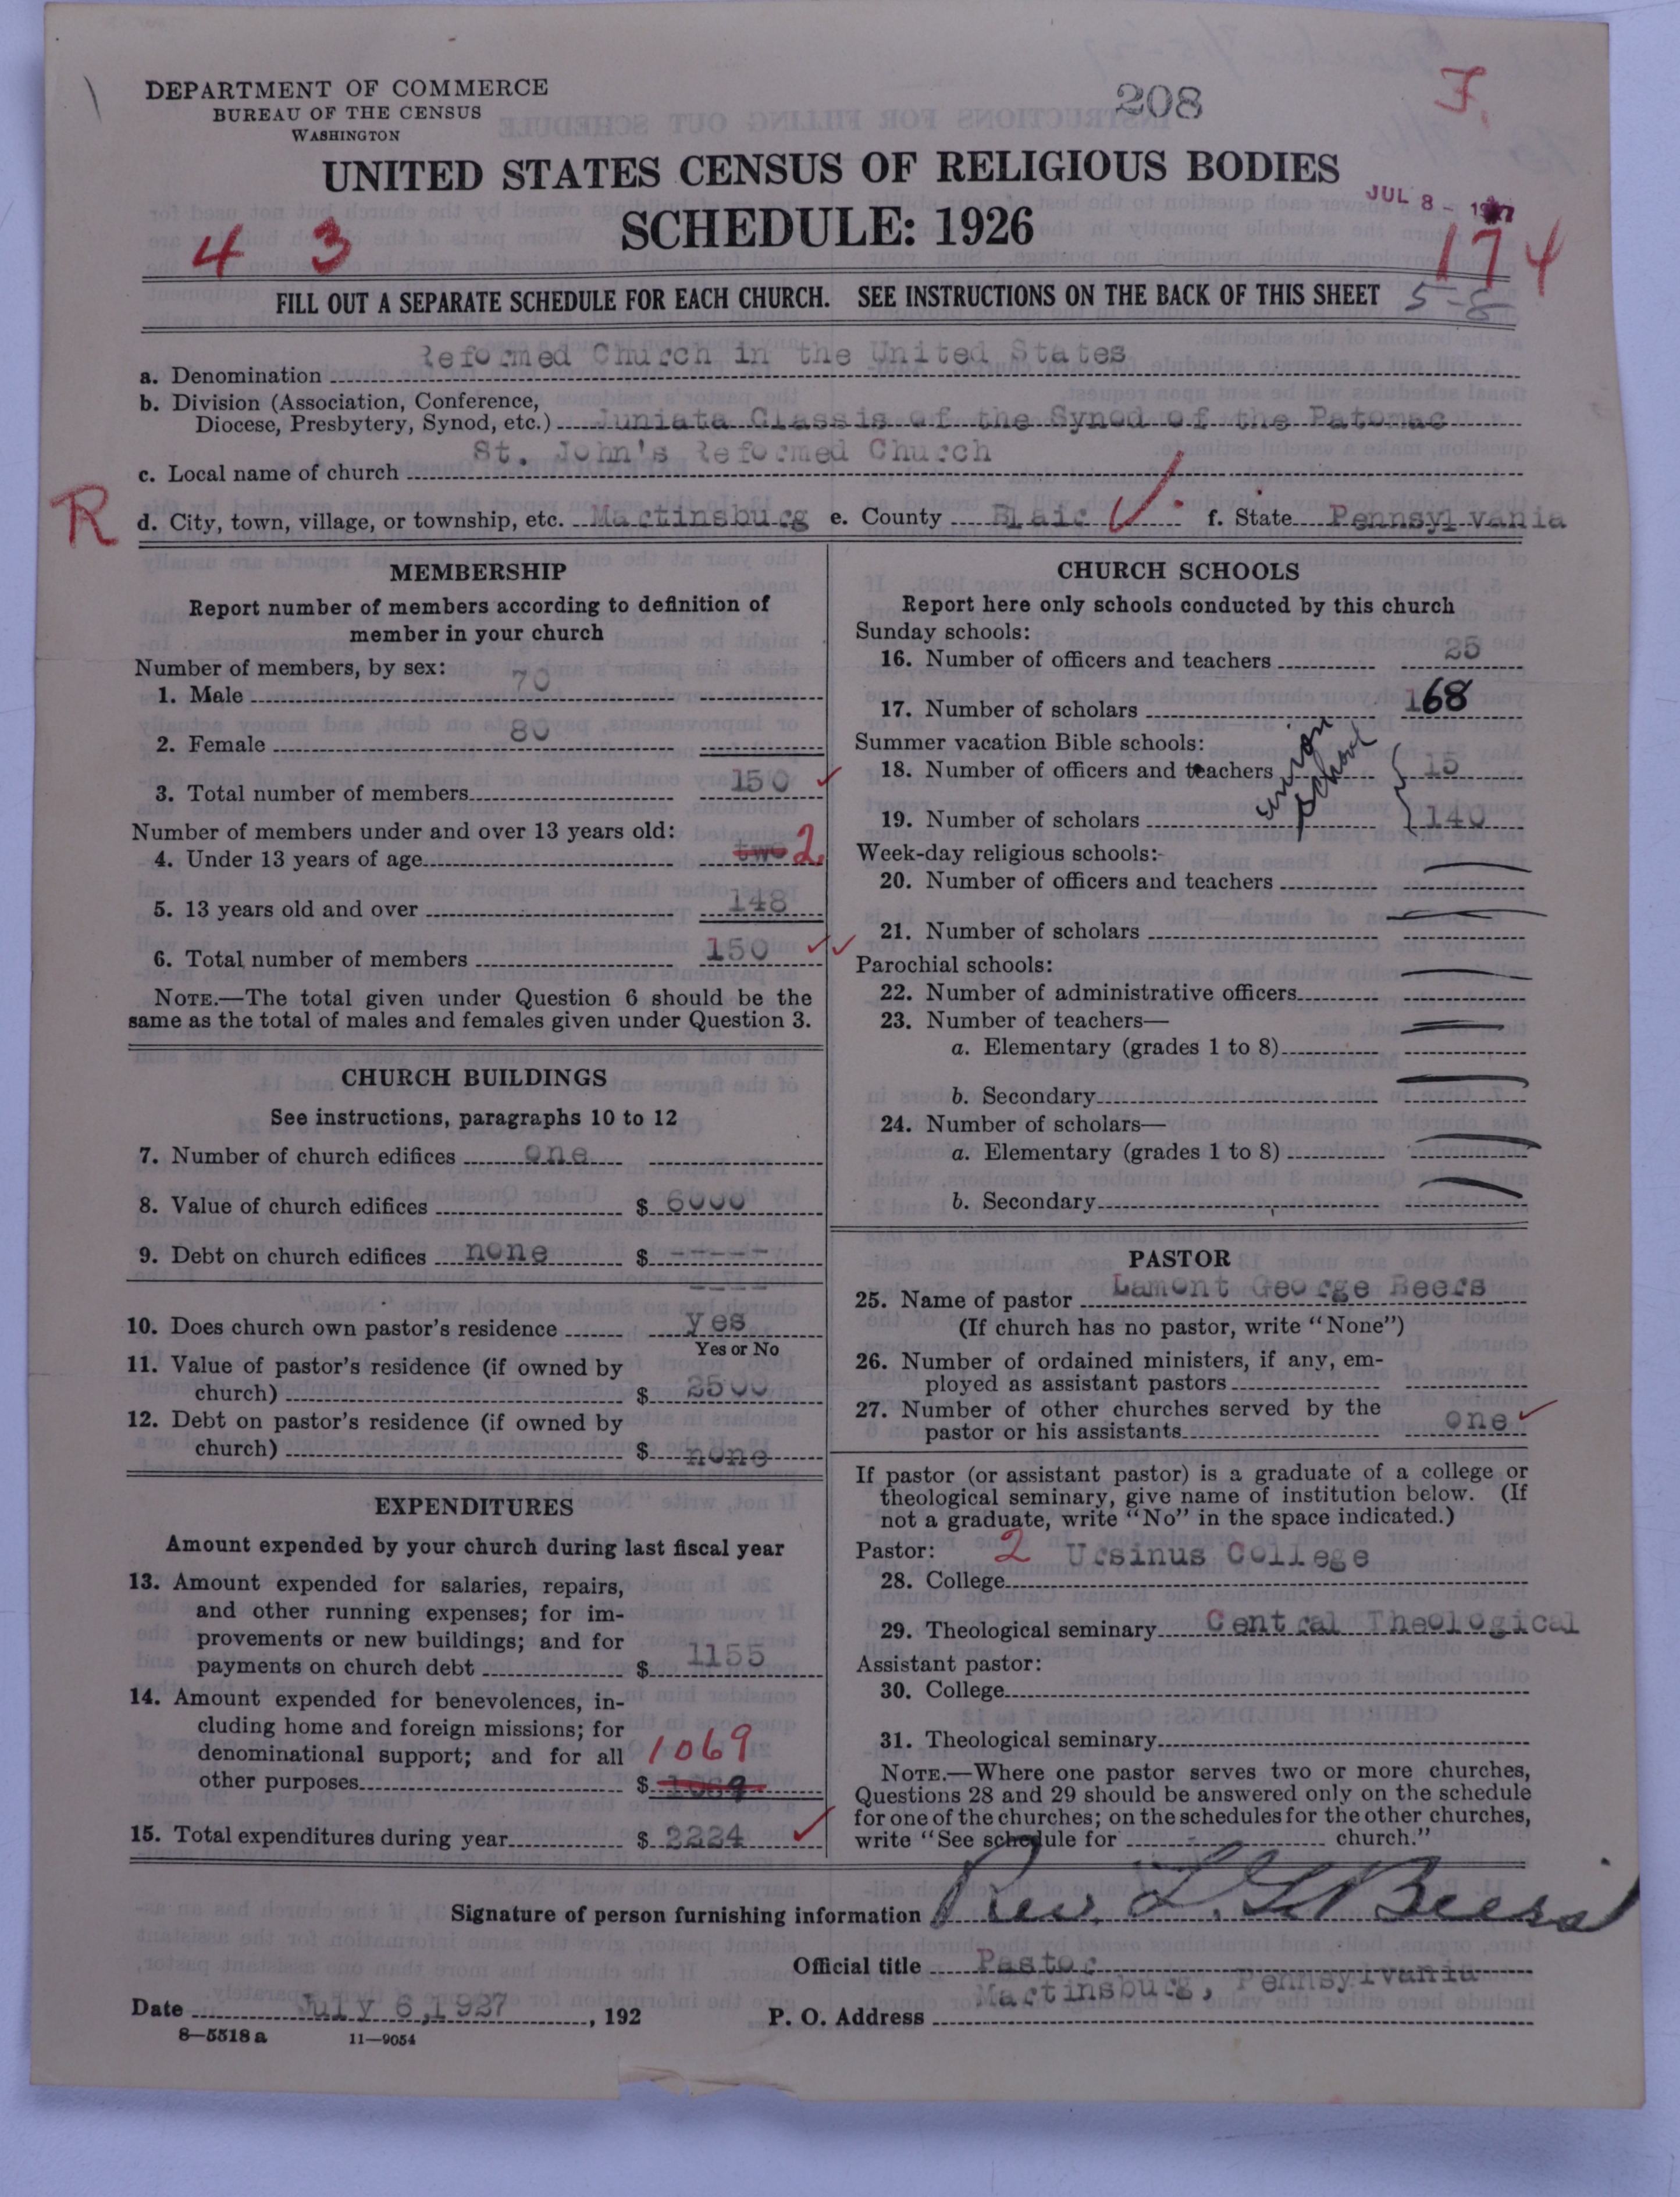 DEPARTMENT OF COMMERCE
BUREAU OF THE CENSUS
WASHINGTON
208
F.
UNITED STATES CENSUS OF RELIGIOUS BODIES
SCHEDULE: 1926
JUL 8 - 1927
4 3
174
FILL OUT A SEPARATE SCHEDULE FOR EACH CHURCH. SEE INSTRUCTIONS ON THE BACK OF THIS SHEET
5-8
a. Denomination Reformed Church in the United States
b. Division (Association, Conference,
Diocese, Presbytery, Synod, etc.) Juniata Classis of the Synod of the Patomac
c. Local name of church St. John's Reformed Church
R
d. City, town, village, or township, etc. Martinsburg e. County Blair f. State Pennsylvania
MEMBERSHIP
Report number of members according to definition of
member in your church
Number of members, by sex:
1. Male 70
2. Female 80
3. Total number of members 150
Number of members under and over 13 years old:
4. Under 13 years of age two 2
5. 13 years old and over 148
6. Total number of members 150
NOTE.—The total given under Question 6 should be the
same as the total of males and females given under Question 3.
CHURCH BUILDINGS
See instructions, paragraphs 10 to 12
7. Number of church edifices one
8. Value of church edifices $ 6000
9. Debt on church edifices none $ -----
----
10. Does church own pastor's residence yes
Yes or No
11. Value of pastor's residence (if owned by
church) $ 2500
12. Debt on pastor's residence (if owned by
church) $ none
EXPENDITURES
Amount expended by your church during last fiscal year
13. Amount expended for salaries, repairs,
and other running expenses; for im-
provements or new buildings; and for
payments on church debt $ 1155
14. Amount expended for benevolences, in-
cluding home and foreign missions; for
denominational support; and for all 1069
other purposes $
15. Total expenditures during year $ 2224
CHURCH SCHOOLS
Report here only schools conducted by this church
Sunday schools:
16. Number of officers and teachers 25
17. Number of scholars 168
Summer vacation Bible schools:
18. Number of officers and teachers 15
union
school
19. Number of scholars 140
Week-day religious schools:
20. Number of officers and teachers
21. Number of scholars
Parochial schools:
22. Number of administrative officers
23. Number of teachers—
a. Elementary (grades 1 to 8)
b. Secondary
24. Number of scholars—
a. Elementary (grades 1 to 8)
b. Secondary
PASTOR
25. Name of pastor Lamont George Beers
(If church has no pastor, write "None")
26. Number of ordained ministers, if any, em-
ployed as assistant pastors
27. Number of other churches served by the
pastor or his assistants one
If pastor (or assistant pastor) is a graduate of a college or
theological seminary, give name of institution below. (If
not a graduate, write "No" in the space indicated.)
Pastor: 2
28. College Ursinus College
29. Theological seminary Central Theological
Assistant pastor:
30. College
31. Theological seminary
NOTE.—Where one pastor serves two or more churches,
Questions 28 and 29 should be answered only on the schedule
for one of the churches; on the schedules for the other churches,
write "See schedule for church."
Signature of person furnishing information Rev. L. G. Beers
Official title Pastor
Date July 6, 1927, 192 P. O. Address Martinsburg, Pennsylvania
8—5518 a 11—9054